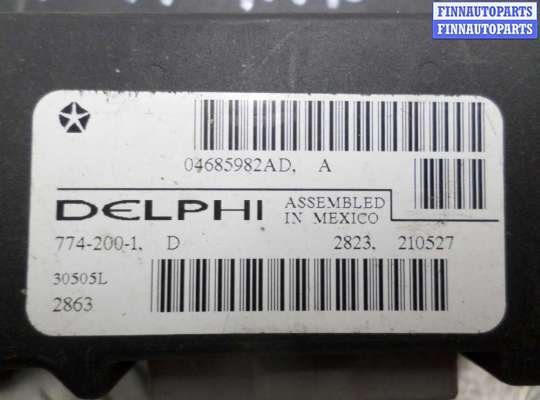 FINNAUTOPARTS
FINNAUTOPARTS
04685982AD, A
DELPHI ASSEMBLED
IN MEXICO
774-200-1, D 2823, 210527
30505L
2863